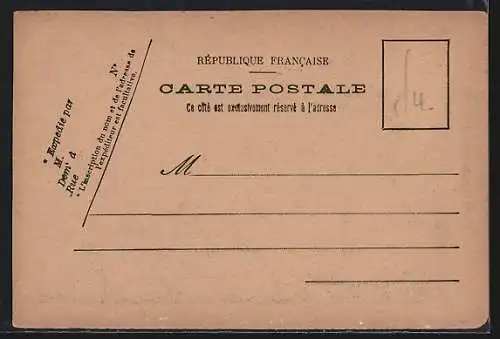 RÉPUBLIQUE FRANÇAISE
CARTE POSTALE
Ce côté est exclusivement réservé à l'adresse
M
* Expédié par
M.
Demt à
Rue
N°
* L'inscription du nom et de l'adresse de
l'expéditeur est facultative.